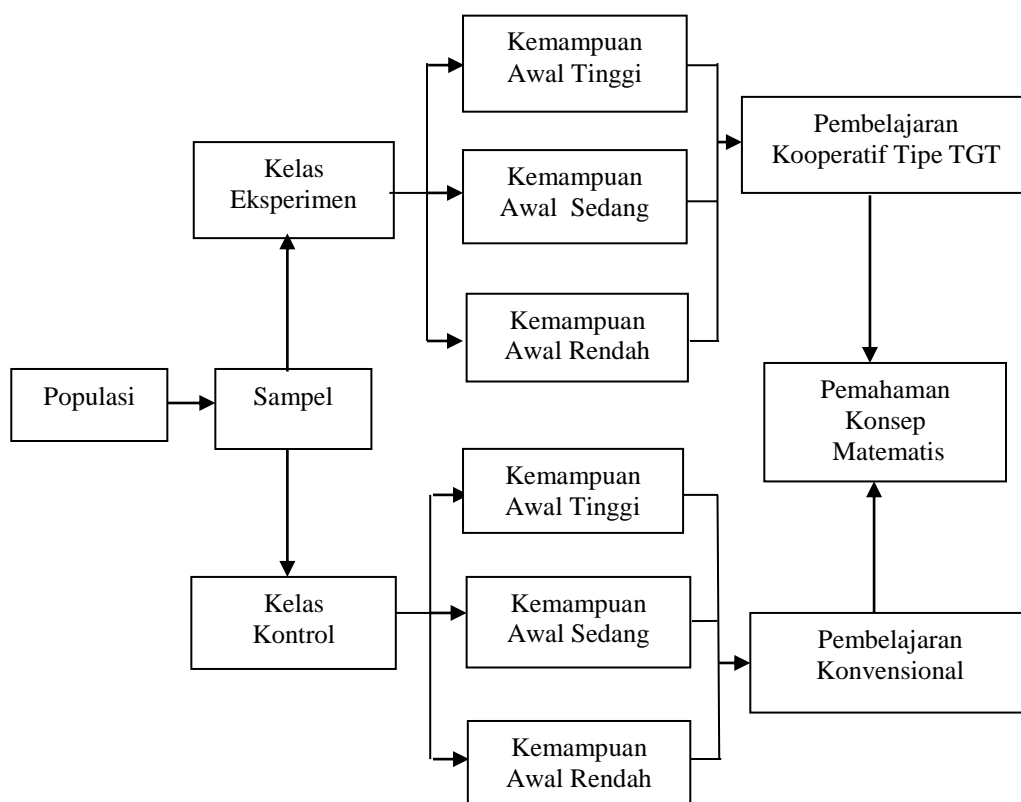 Kemampuan
Awal Tinggi
Pembelajaran
Kooperatif Tipe TGT
Kelas
Eksperimen
Kemampuan
Awal Sedang
Kemampuan
Awal Rendah
Populasi
Sampel
Pemahaman
Konsep
Matematis
Kemampuan
Awal Tinggi
Kelas
Kontrol
Kemampuan
Awal Sedang
Pembelajaran
Konvensional
Kemampuan
Awal Rendah